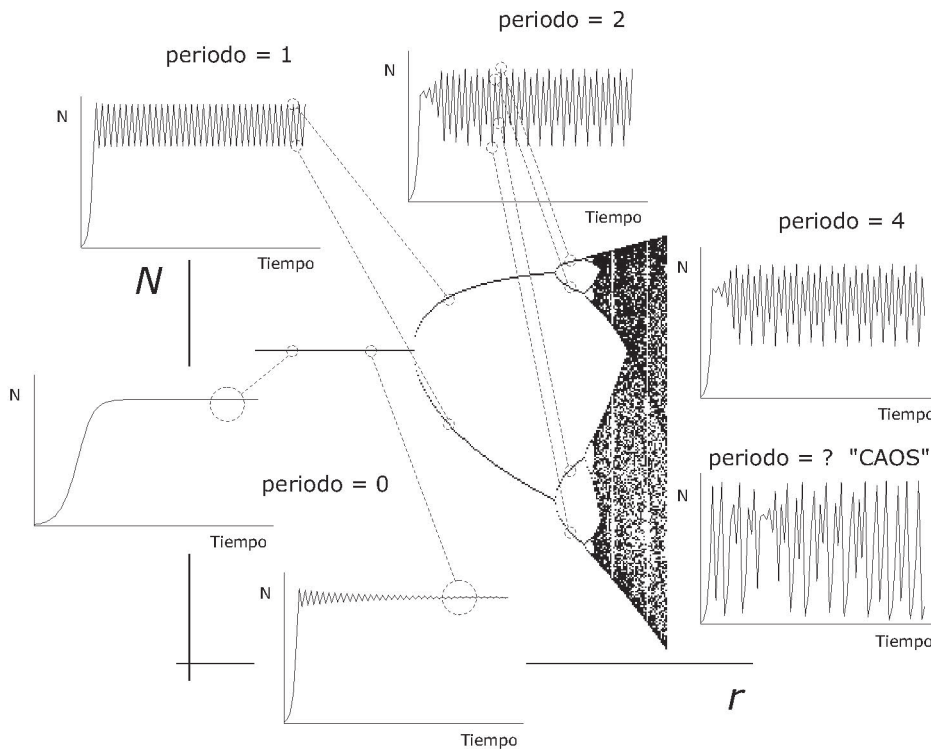 periodo = 1
N
Tiempo
periodo = 2
N
Tiempo
periodo = 4
N
Tiempo
N
N
Tiempo
periodo = 0
N
Tiempo
periodo = ? "CAOS"
N
Tiempo
r